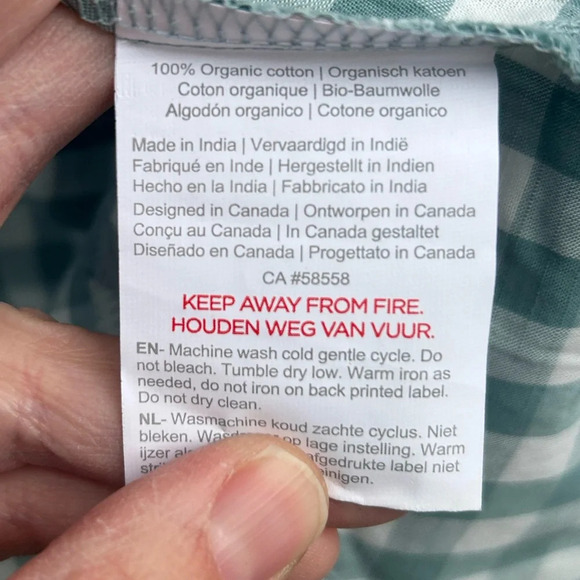 100% Organic cotton | Organisch katoen
Coton organique | Bio-Baumwolle
Algodón organico | Cotone organico
Made in India | Vervaardigd in Indië
Fabriqué en Inde | Hergestellt in Indien
Hecho en la India | Fabbricato in India
Designed in Canada | Ontworpen in Canada
Conçu au Canada | In Canada gestaltet
Diseñado en Canada | Progettato in Canada
CA #58558
KEEP AWAY FROM FIRE.
HOUDEN WEG VAN VUUR.
EN- Machine wash cold gentle cycle. Do
not bleach. Tumble dry low. Warm iron as
needed, do not iron on back printed label.
Do not dry clean.
NL- Wasmachine koud zachte cyclus. Niet
bleken. op lage instelling. Warm
ijzer afgedrukte label niet